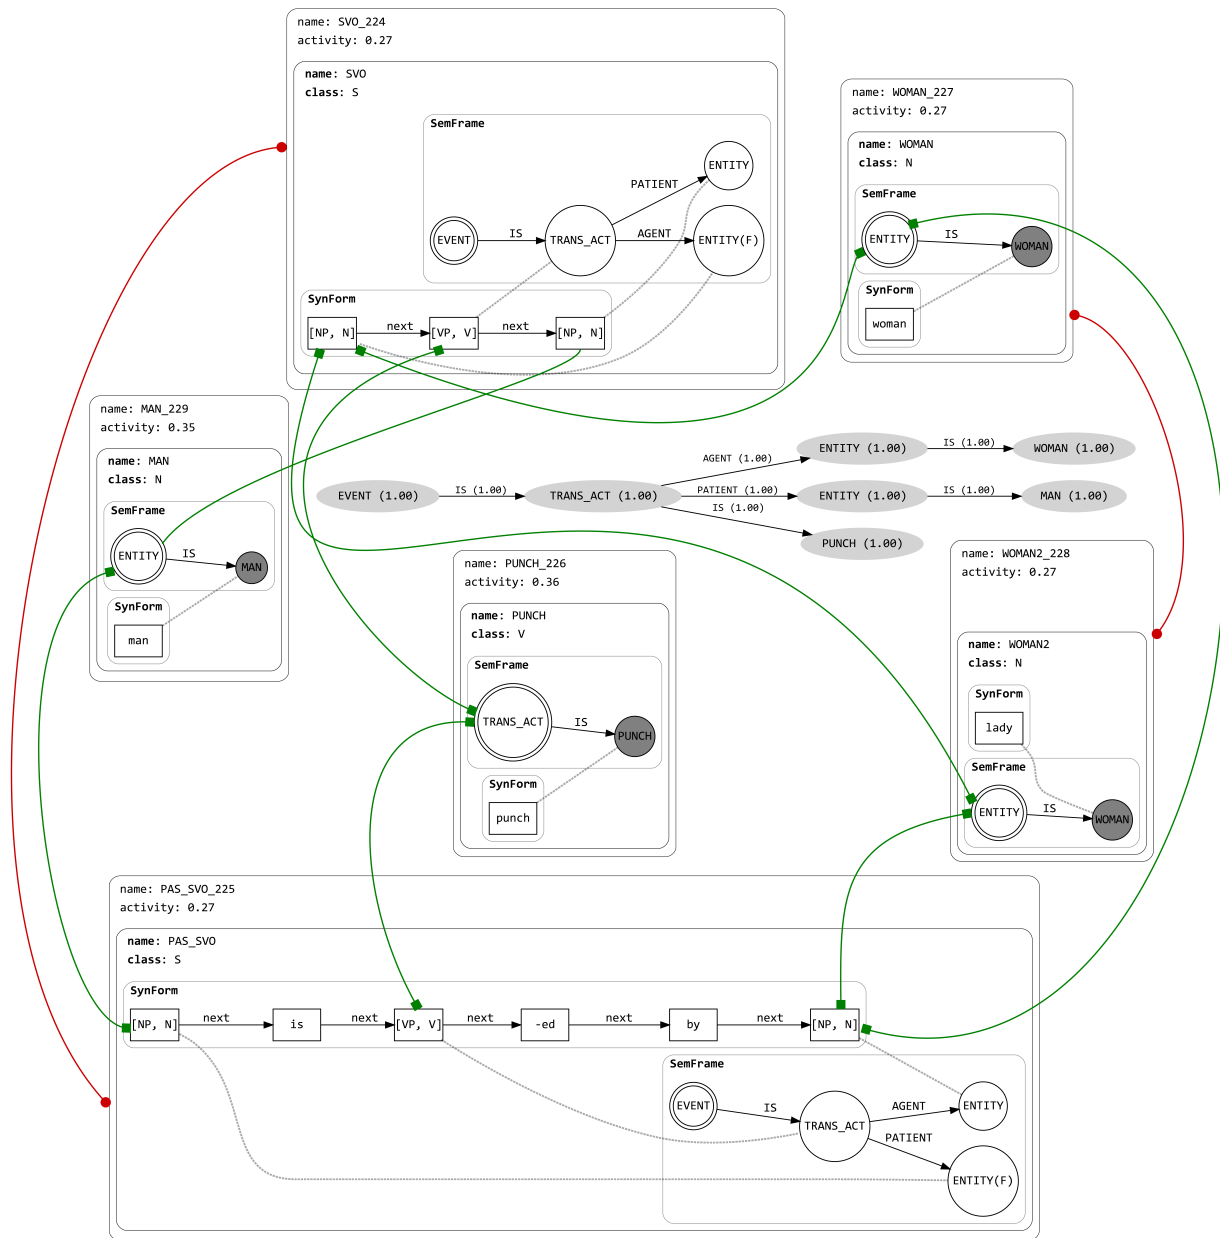 name: SVO_224
activity: 0.27
name: SVO
class: S
SemFrame
ENTITY
PATIENT
EVENT
IS
TRANS_ACT
AGENT
ENTITY(F)
SynForm
[NP, N]
next
[VP, V]
next
[NP, N]
name: WOMAN_227
activity: 0.27
name: WOMAN
class: N
SemFrame
ENTITY
IS
WOMAN
SynForm
woman
name: MAN_229
activity: 0.35
name: MAN
class: N
SemFrame
ENTITY
IS
MAN
SynForm
man
EVENT (1.00)
IS (1.00)
TRANS_ACT (1.00)
AGENT (1.00)
ENTITY (1.00)
IS (1.00)
WOMAN (1.00)
PATIENT (1.00)
ENTITY (1.00)
IS (1.00)
MAN (1.00)
IS (1.00)
PUNCH (1.00)
name: PUNCH_226
activity: 0.36
name: PUNCH
class: V
SemFrame
TRANS_ACT
IS
PUNCH
SynForm
punch
name: WOMAN2_228
activity: 0.27
name: WOMAN2
class: N
SynForm
lady
SemFrame
ENTITY
IS
WOMAN
name: PAS_SVO_225
activity: 0.27
name: PAS_SVO
class: S
SynForm
[NP, N]
next
is
next
[VP, V]
next
-ed
next
by
next
[NP, N]
SemFrame
EVENT
IS
TRANS_ACT
AGENT
ENTITY
PATIENT
ENTITY(F)